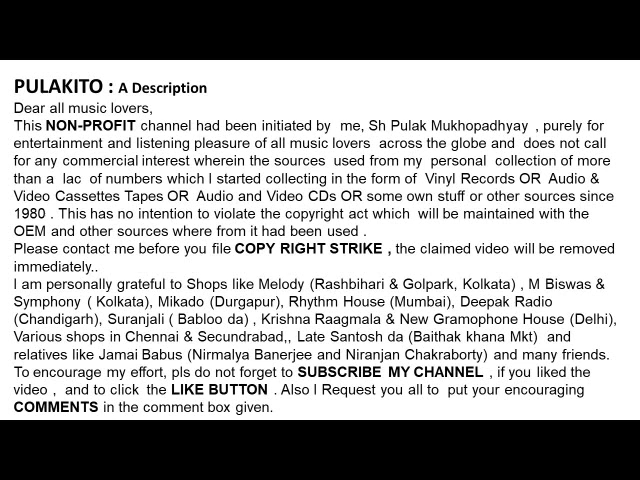 PULAKITO : A Description
Dear all music lovers,
This NON-PROFIT channel had been initiated by me, Sh Pulak Mukhopadhyay , purely for
entertainment and listening pleasure of all music lovers across the globe and does not call
for any commercial interest wherein the sources used from my personal collection of more
than a lac of numbers which I started collecting in the form of Vinyl Records OR Audio &
Video Cassettes Tapes OR Audio and Video CDs OR some own stuff or other sources since
1980 . This has no intention to violate the copyright act which will be maintained with the
OEM and other sources where from it had been used .
Please contact me before you file COPY RIGHT STRIKE , the claimed video will be removed
immediately..
I am personally grateful to Shops like Melody (Rashbihari & Golpark, Kolkata) , M Biswas &
Symphony ( Kolkata), Mikado (Durgapur), Rhythm House (Mumbai), Deepak Radio
(Chandigarh), Suranjali ( Babloo da) , Krishna Raagmala & New Gramophone House (Delhi),
Various shops in Chennai & Secundrabad,, Late Santosh da (Baithak khana Mkt) and
relatives like Jamai Babus (Nirmalya Banerjee and Niranjan Chakraborty) and many friends.
To encourage my effort, pls do not forget to SUBSCRIBE MY CHANNEL , if you liked the
video , and to click the LIKE BUTTON . Also I Request you all to put your encouraging
COMMENTS in the comment box given.